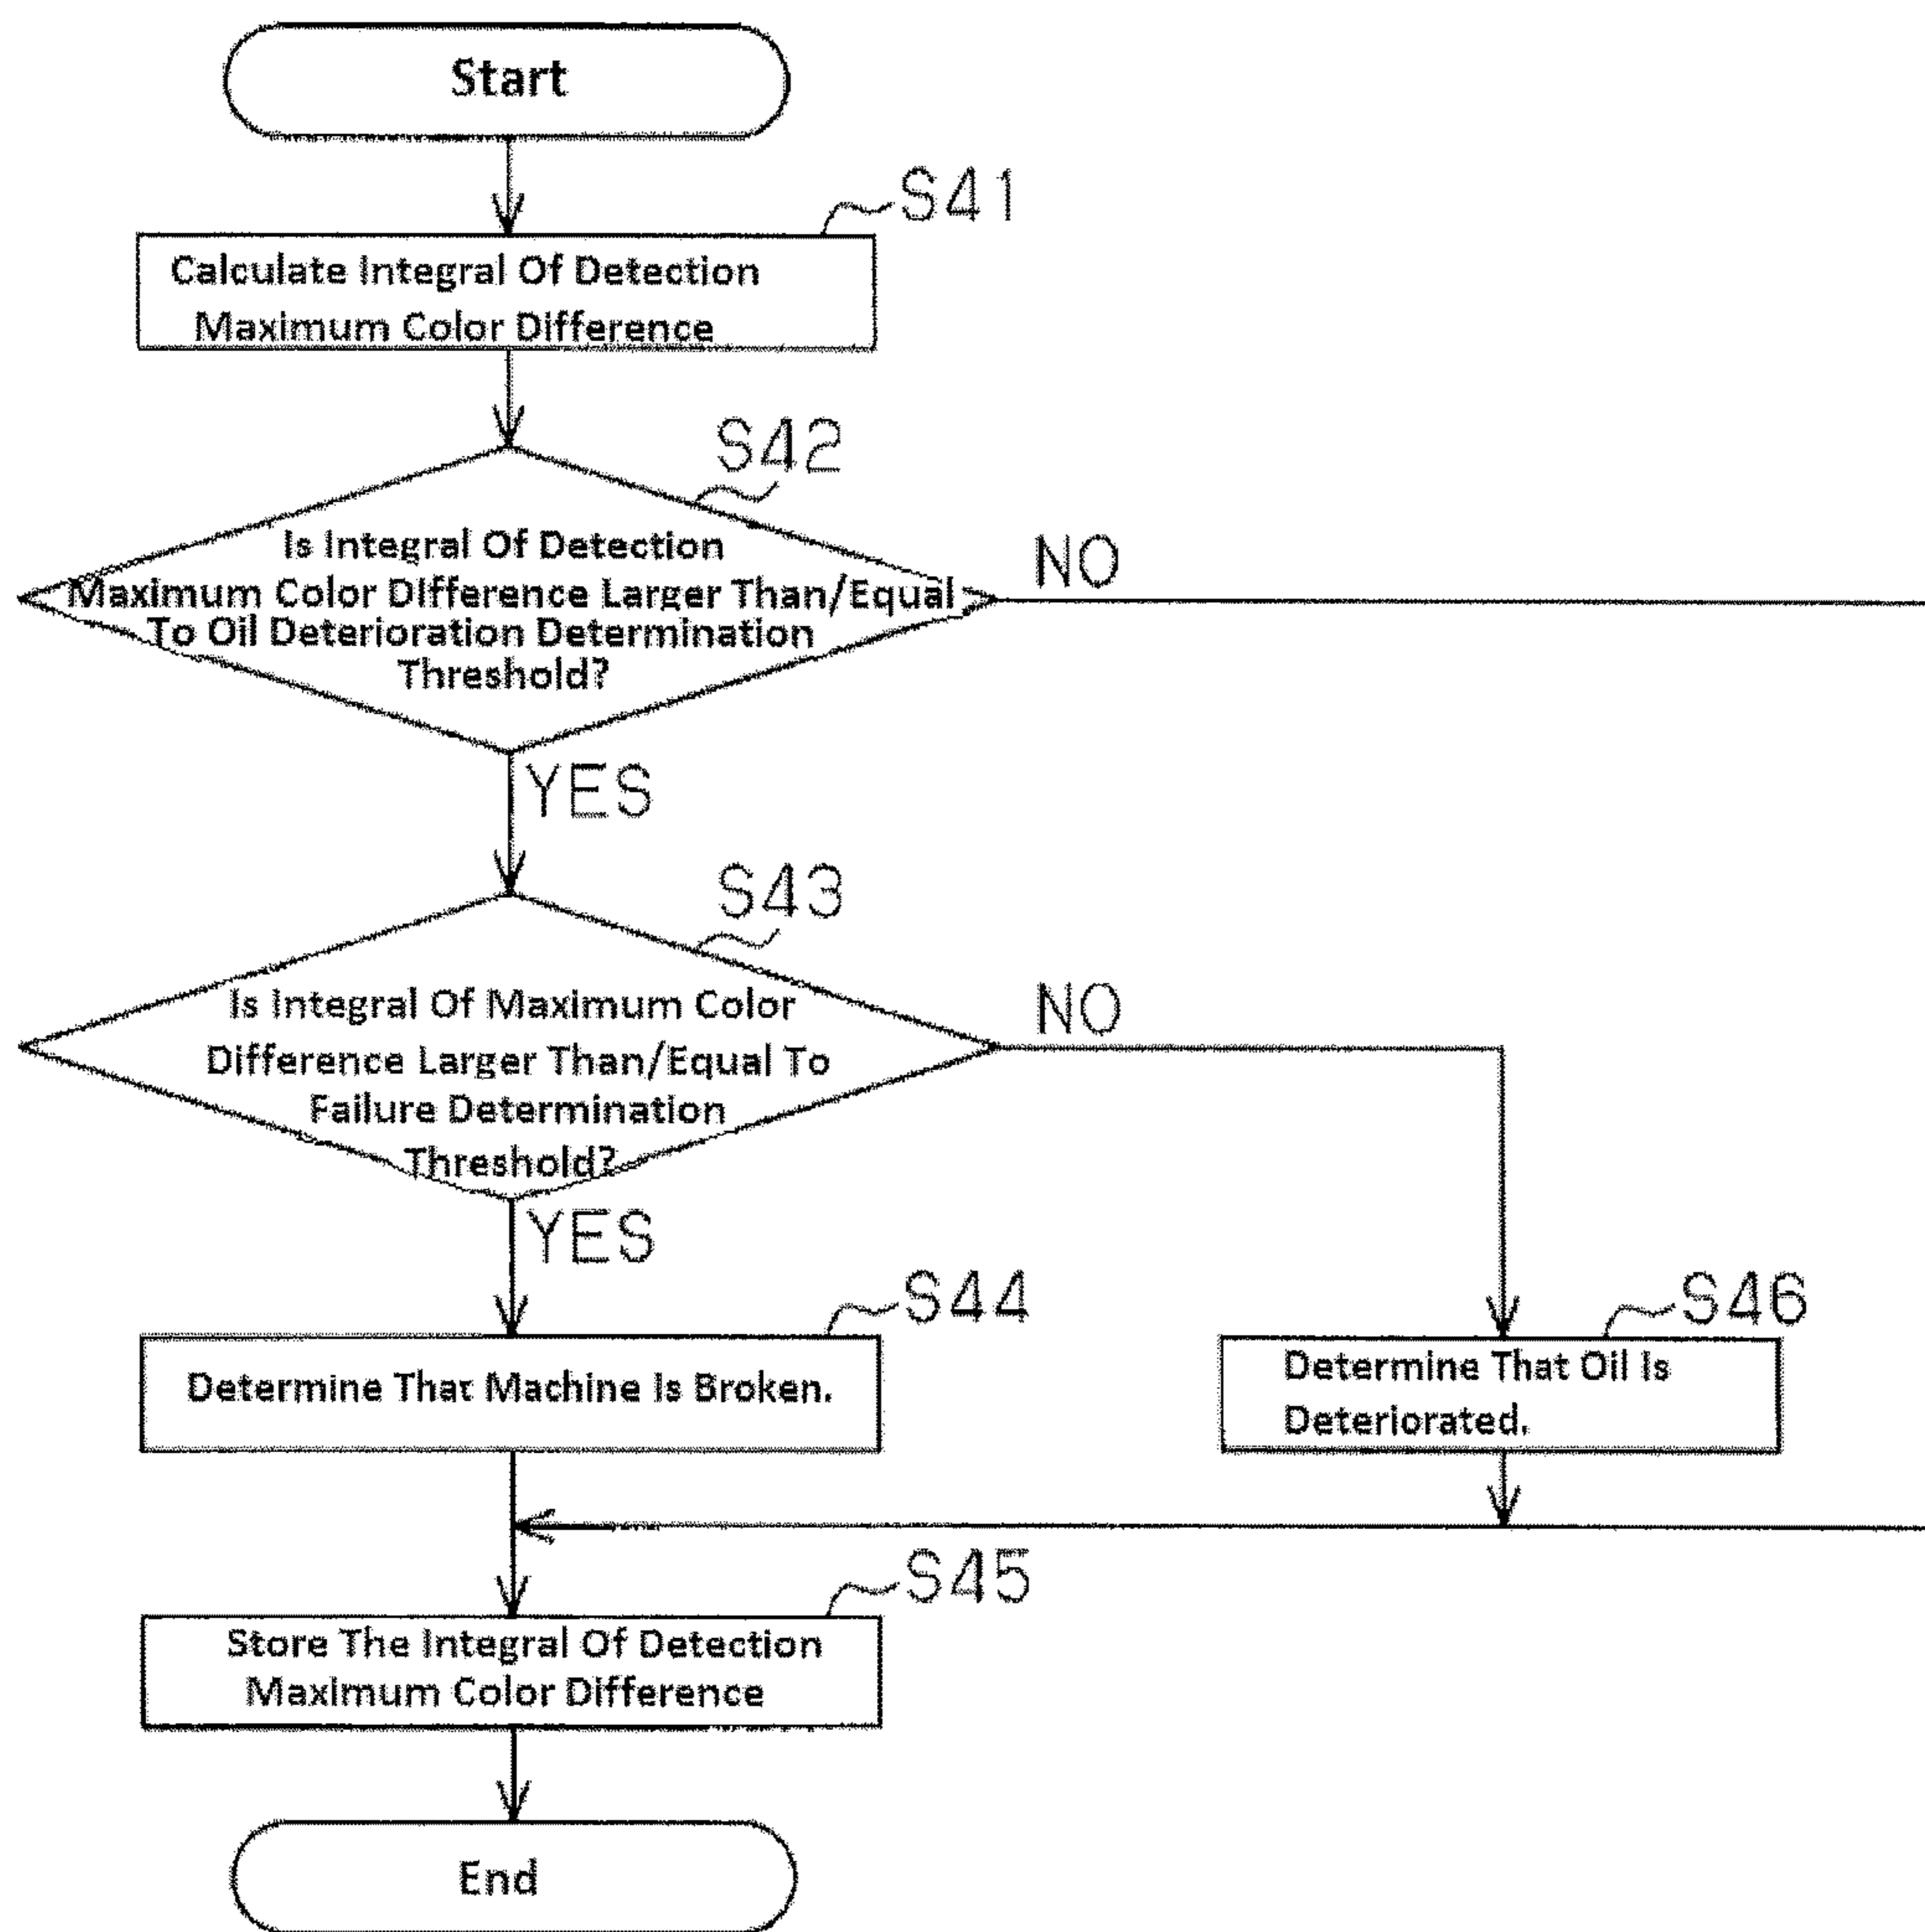 Start
S41
Calculate Integral Of Detection
Maximum Color Difference
S42
Is Integral Of Detection
Maximum Color Difference Larger Than/Equal
To Oil Deterioration Determination
Threshold?
NO
YES
S43
Is Integral Of Maximum Color
Difference Larger Than/Equal To
Failure Determination
Threshold?
NO
YES
S44
Determine That Machine Is Broken.
S46
Determine That Oil Is
Deteriorated.
S45
Store The Integral Of Detection
Maximum Color Difference
End